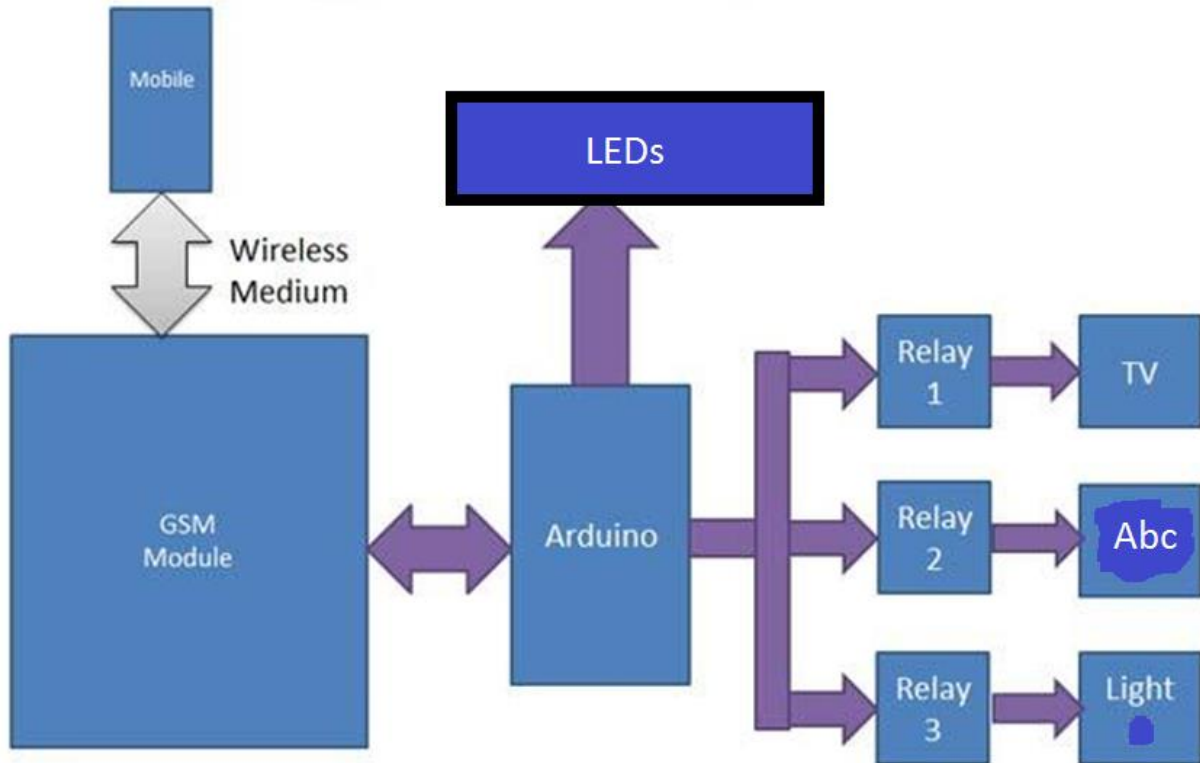 Mobile
LEDs
Wireless
Medium
Relay
1
TV
GSM
Module
Arduino
Relay
2
Abc
Relay
3
Light